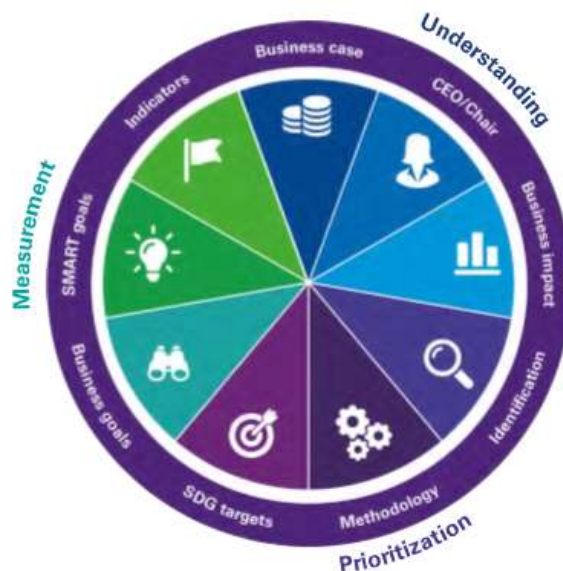 Understanding
Business case
CEO/Chair
Business impact
Identification
Methodology
Prioritization
SDG targets
Business goals
SMART goals
Measurement
Indicators